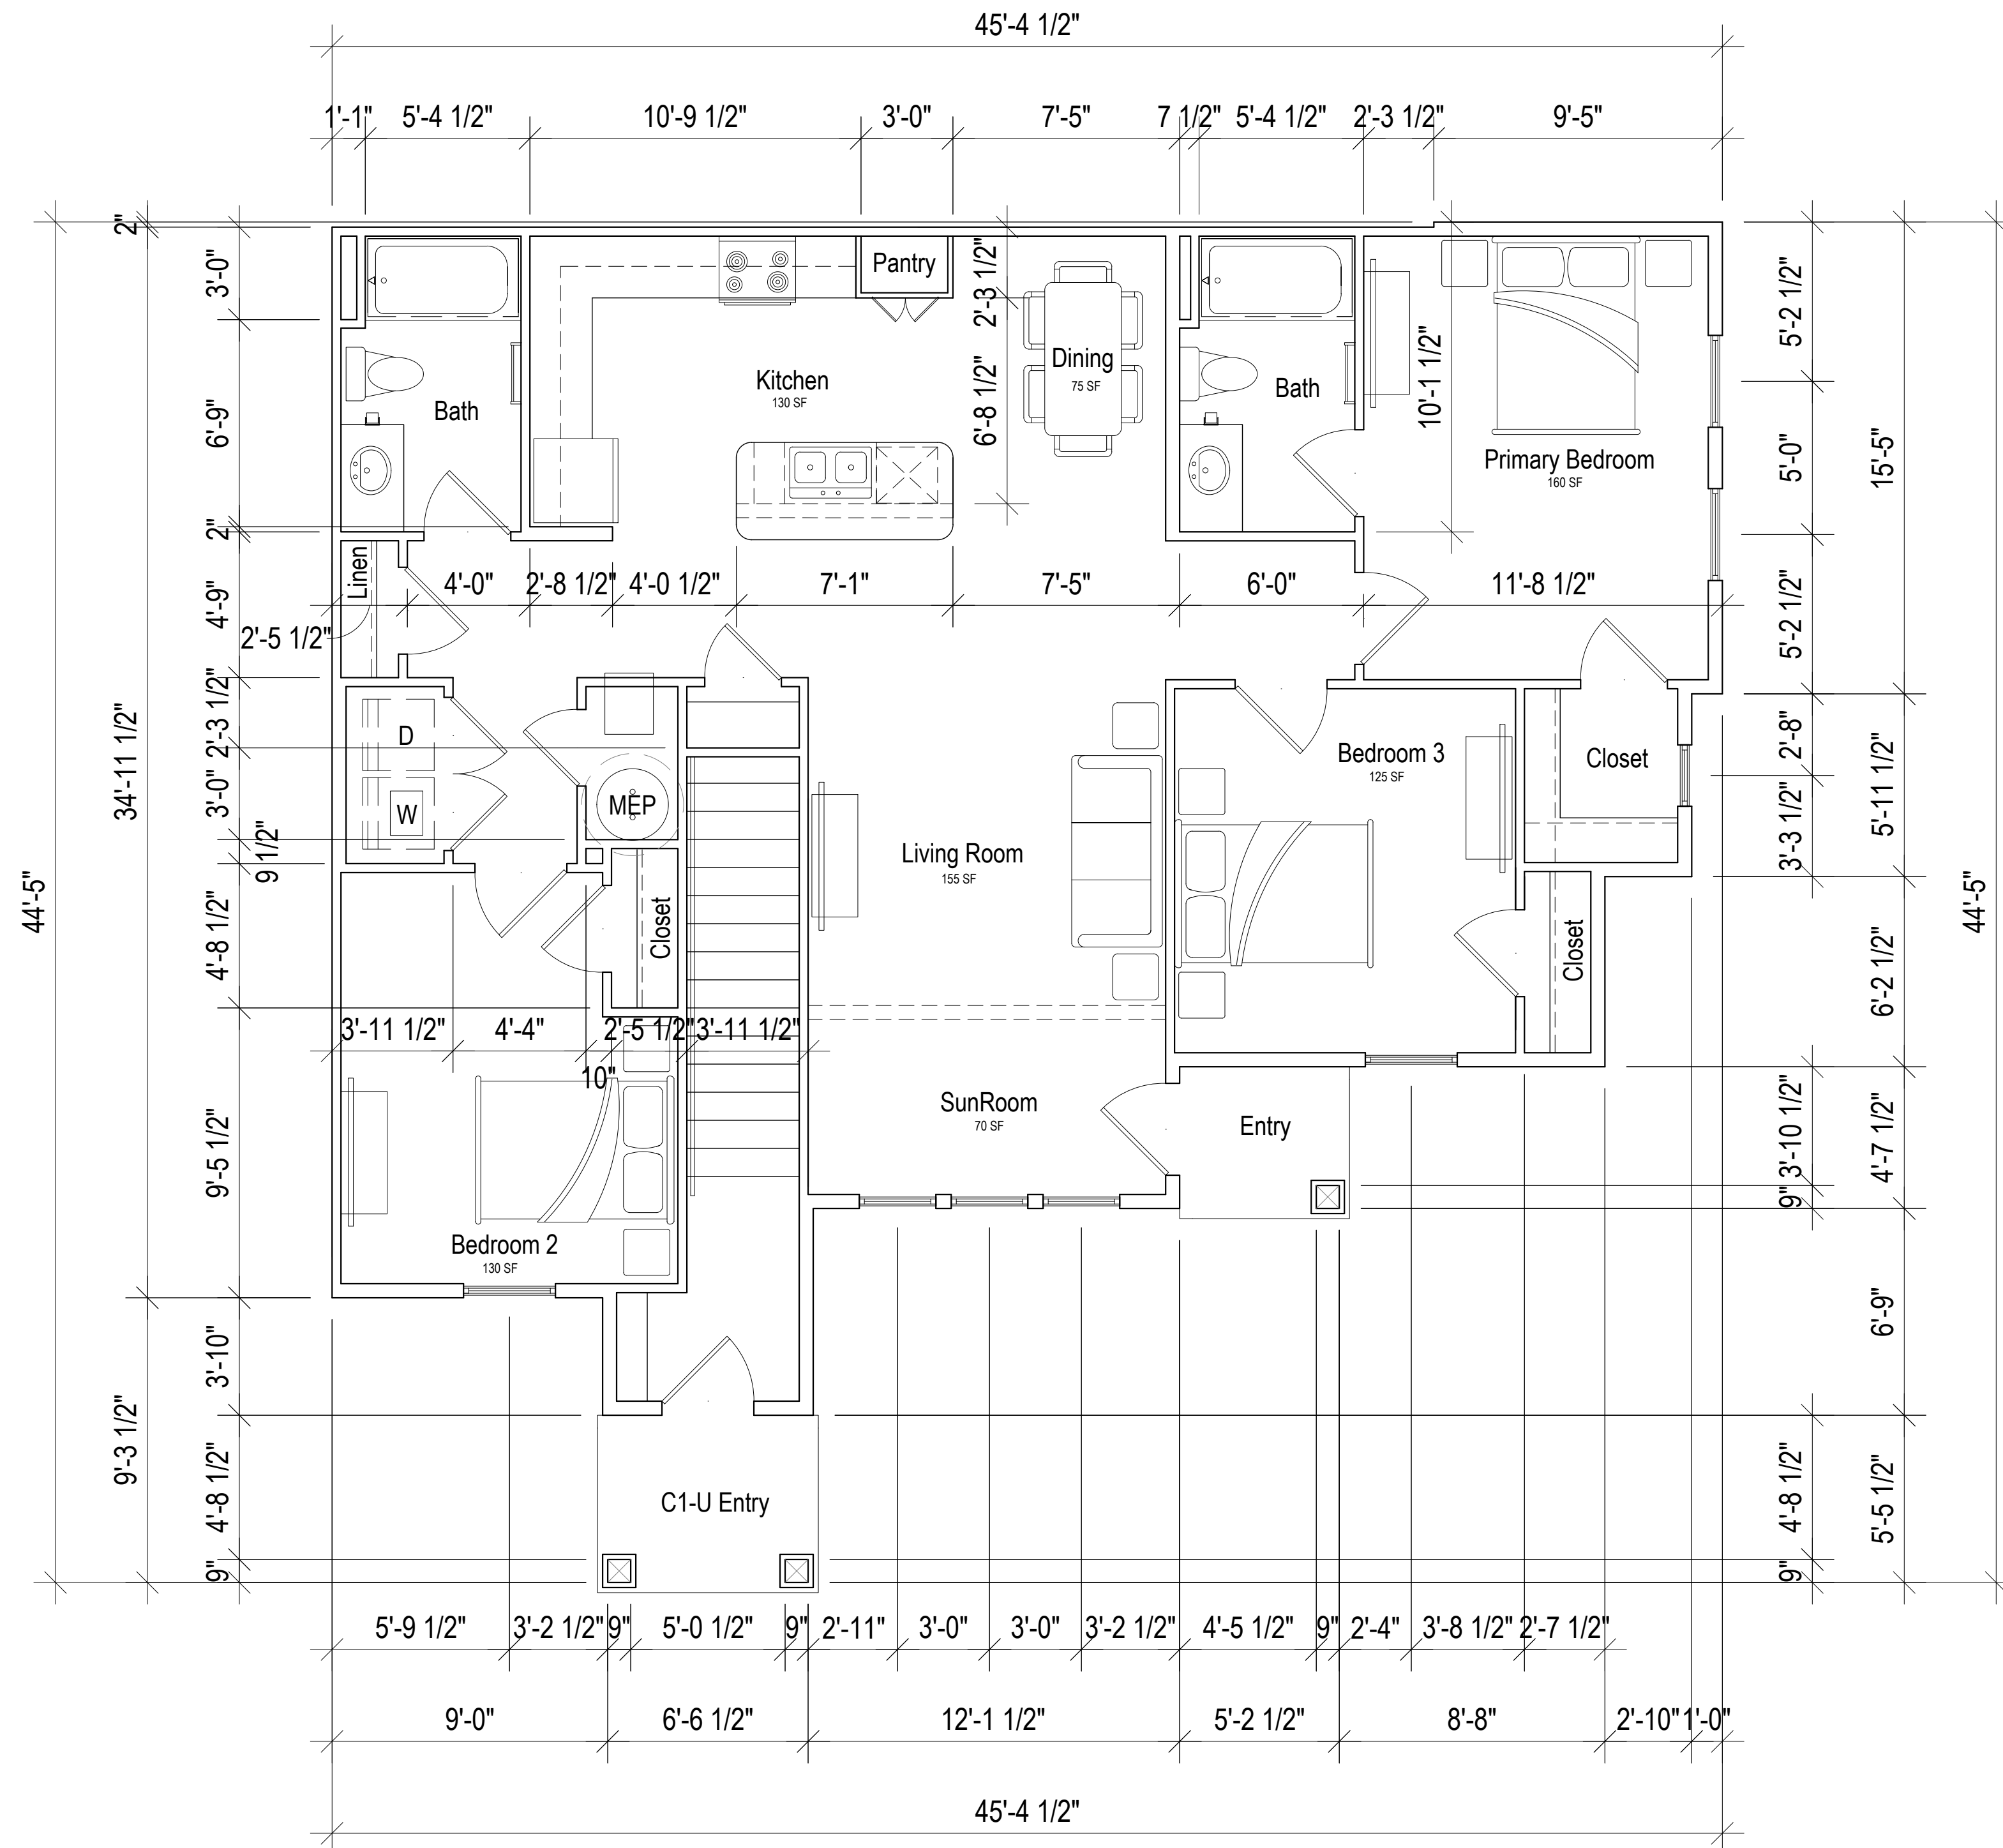 45'-4 1/2"
1'-1" 5'-4 1/2" 10'-9 1/2" 3'-0" 7'-5" 7 1/2" 5'-4 1/2" 2'-3 1/2" 9'-5"
2"
3'-0"
6'-9"
2"
4'-9"
2'-5 1/2"
2'-3 1/2"
3'-0"
9 1/2"
4'-8 1/2"
9'-5 1/2"
3'-10"
4'-8 1/2"
9"
34'-11 1/2"
9'-3 1/2"
44'-5"
Pantry
2'-3 1/2"
6'-8 1/2"
Dining
75 SF
Kitchen
130 SF
Bath
Bath
10'-1 1/2"
Primary Bedroom
160 SF
Linen
4'-0" 2'-8 1/2" 4'-0 1/2" 7'-1" 7'-5" 6'-0" 11'-8 1/2"
D
W
MEP
Bedroom 3
125 SF
Closet
Living Room
155 SF
Closet
Closet
3'-11 1/2" 4'-4" 2'-5 1/2" 3'-11 1/2"
10"
SunRoom
70 SF
Entry
Bedroom 2
130 SF
C1-U Entry
5'-2 1/2"
5'-0"
5'-2 1/2"
2'-8"
3'-3 1/2"
3'-10 1/2"
9"
4'-8 1/2"
9"
15'-5"
5'-11 1/2"
6'-2 1/2"
4'-7 1/2"
6'-9"
5'-5 1/2"
44'-5"
5'-9 1/2" 3'-2 1/2" 9" 5'-0 1/2" 9" 2'-11" 3'-0" 3'-0" 3'-2 1/2" 4'-5 1/2" 9" 2'-4" 3'-8 1/2" 2'-7 1/2"
9'-0" 6'-6 1/2" 12'-1 1/2" 5'-2 1/2" 8'-8" 2'-10" 1'-0"
45'-4 1/2"